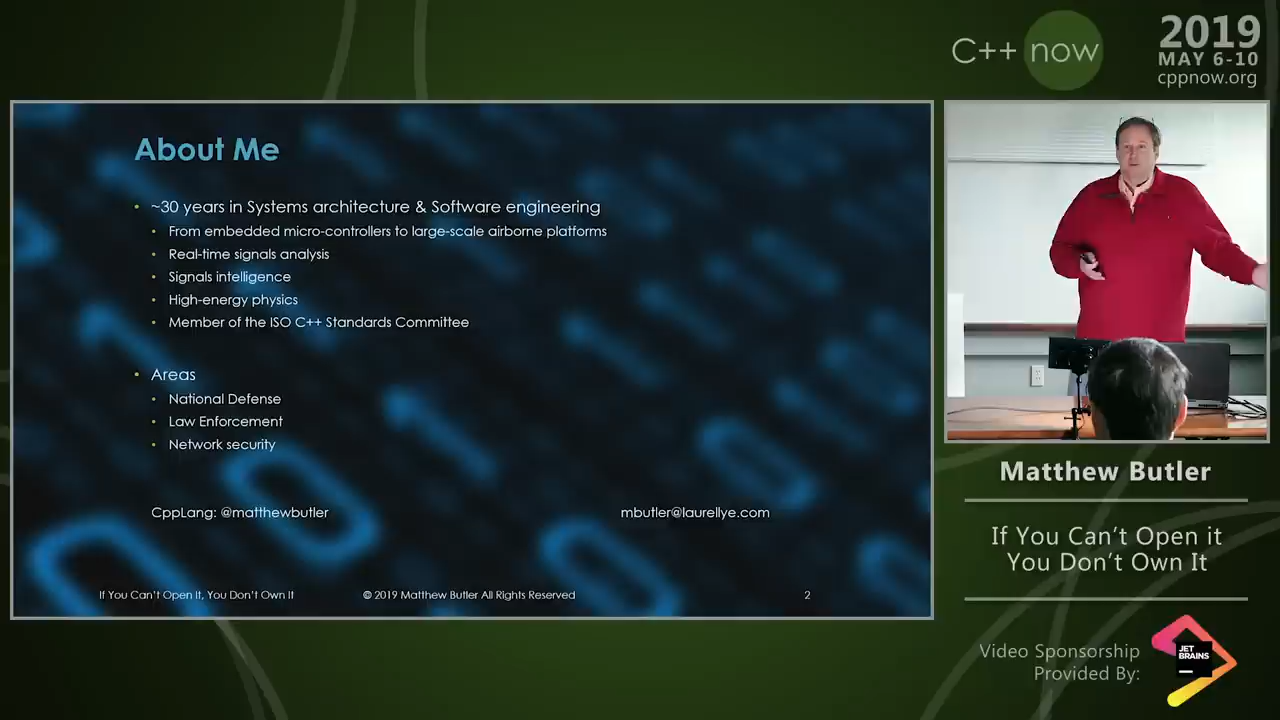 C++ now
2019
MAY 6-10
cppnow.org
About Me
~30 years in Systems architecture & Software engineering
From embedded micro-controllers to large-scale airborne platforms
Real-time signals analysis
Signals intelligence
High-energy physics
Member of the ISO C++ Standards Committee
Areas
National Defense
Law Enforcement
Network security
CppLang: @matthewbutler
mbutler@laurellye.com
If You Can't Open It, You Don't Own It
© 2019 Matthew Butler All Rights Reserved
2
Matthew Butler
If You Can't Open it
You Don't Own It
Video Sponsorship
Provided By:
JET
BRAINS